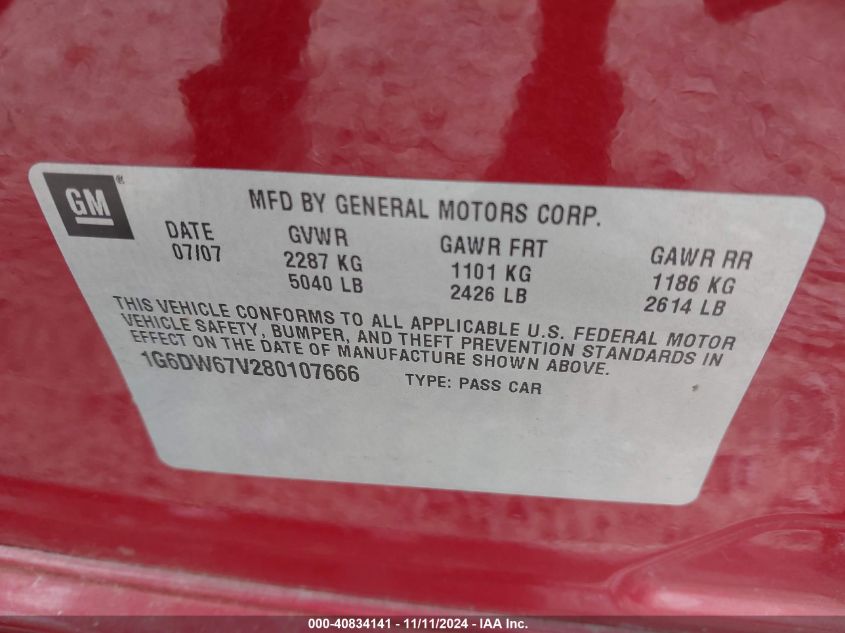 GM®
MFD BY GENERAL MOTORS CORP.
DATE GVWR GAWR FRT GAWR RR
07/07 2287 KG 1101 KG 1186 KG
5040 LB 2426 LB 2614 LB
THIS VEHICLE CONFORMS TO ALL APPLICABLE U.S. FEDERAL MOTOR
VEHICLE SAFETY, BUMPER, AND THEFT PREVENTION STANDARDS IN
EFFECT ON THE DATE OF MANUFACTURE SHOWN ABOVE.
1G6DW67V280107666 TYPE: PASS CAR
000-40834141 - 11/11/2024 - IAA Inc.